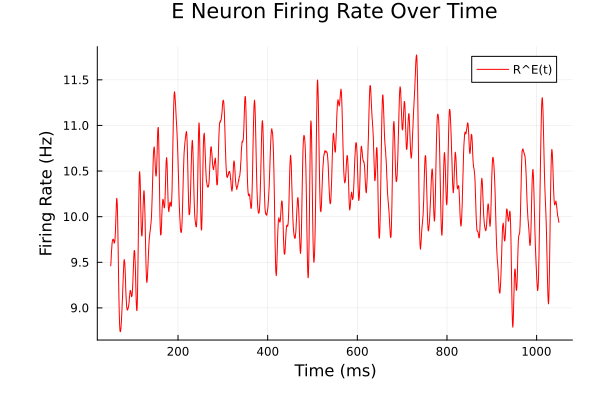 E Neuron Firing Rate Over Time
R^E(t)
11.5
11.0
10.5
10.0
9.5
9.0
Firing Rate (Hz)
200 400 600 800 1000
Time (ms)